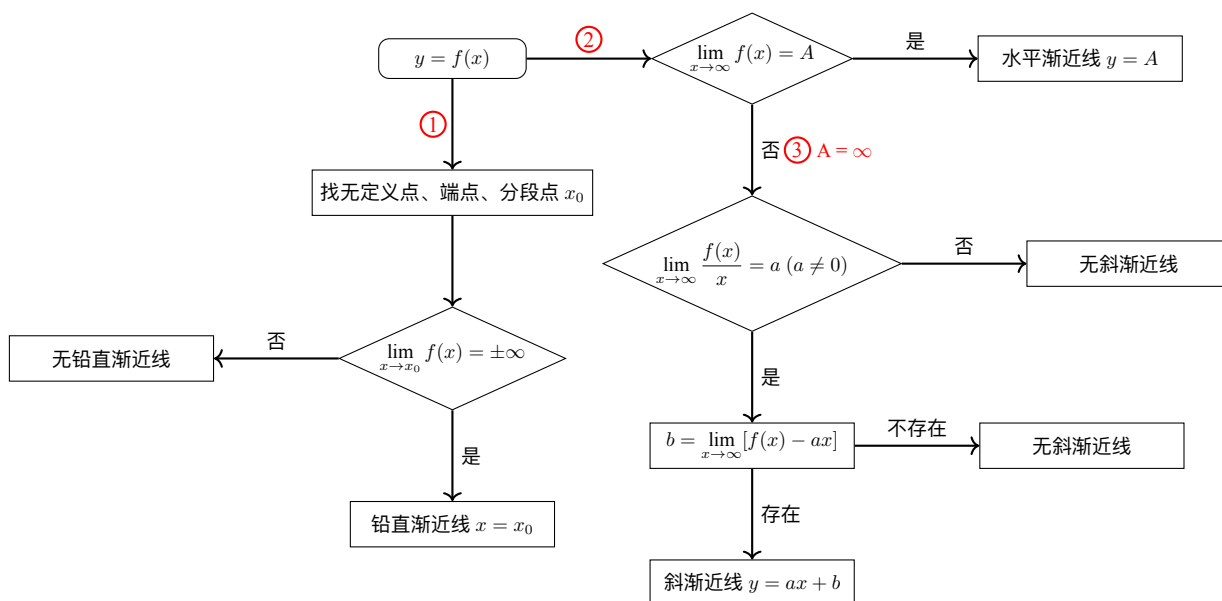 y = f(x)
②
lim_{x→∞} f(x) = A
是
水平渐近线 y = A
①
否 ③ A = ∞
找无定义点、端点、分段点 x₀
lim_{x→∞} f(x)/x = a (a ≠ 0)
否
无斜渐近线
否
无铅直渐近线
lim_{x→x₀} f(x) = ±∞
是
是
b = lim_{x→∞} [f(x) − ax]
不存在
无斜渐近线
铅直渐近线 x = x₀
存在
斜渐近线 y = ax + b